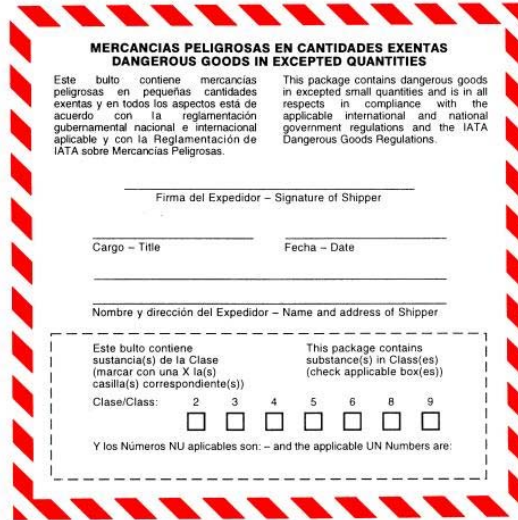 MERCANCIAS PELIGROSAS EN CANTIDADES EXENTAS
DANGEROUS GOODS IN EXCEPTED QUANTITIES
Este bulto contiene mercancías
peligrosas en pequeñas cantidades
exentas y en todos los aspectos está de
acuerdo con la reglamentación
gubernamental nacional e internacional
aplicable y con la Reglamentación de
IATA sobre Mercancías Peligrosas.
This package contains dangerous goods
in excepted small quantities and is in all
respects in compliance with the
applicable international and national
government regulations and the IATA
Dangerous Goods Regulations.
Firma del Expedidor – Signature of Shipper
Cargo – Title
Fecha – Date
Nombre y dirección del Expedidor – Name and address of Shipper
Este bulto contiene
sustancia(s) de la Clase
(marcar con una X la(s)
casilla(s) correspondiente(s))
This package contains
substance(s) in Class(es)
(check applicable box(es))
Clase/Class: 2 3 4 5 6 8 9
Y los Números NU aplicables son: – and the applicable UN Numbers are: